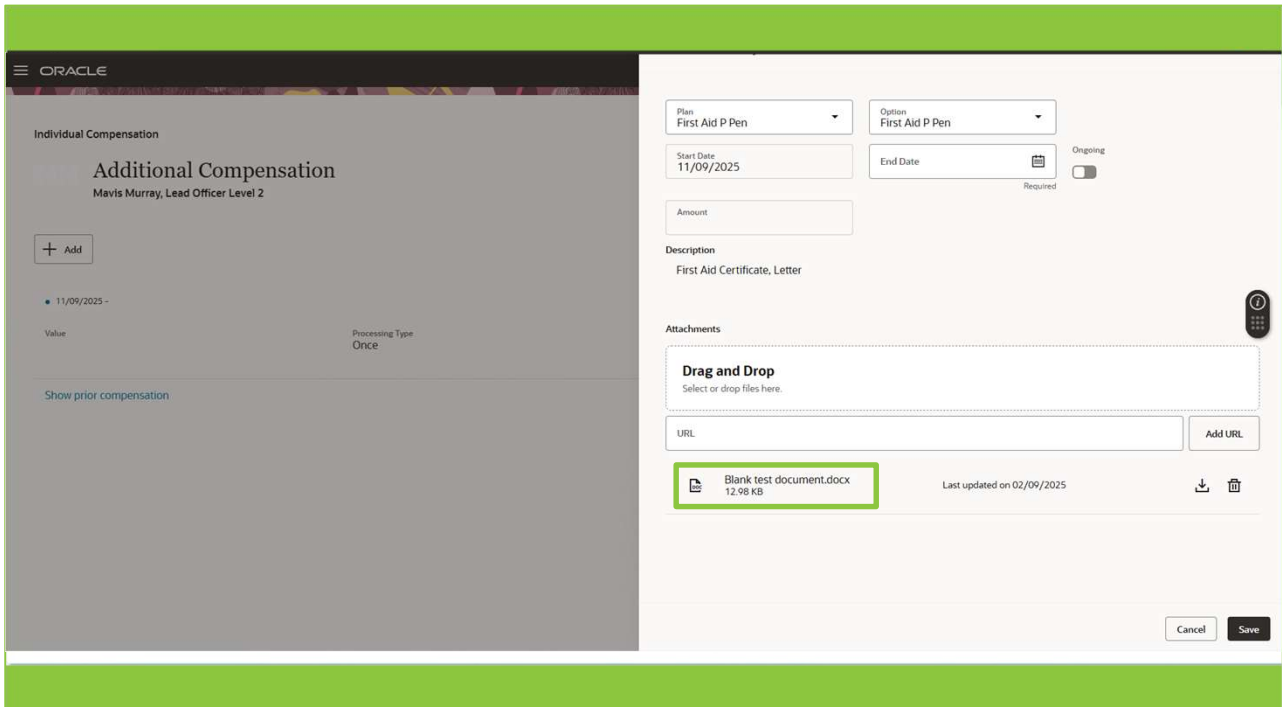 ORACLE
Individual Compensation
Additional Compensation
Mavis Murray, Lead Officer Level 2
+ Add
11/09/2025 -
Value
Processing Type
Once
Show prior compensation
Plan
First Aid P Pen
Option
First Aid P Pen
Start Date
11/09/2025
End Date
Required
Ongoing
Amount
Description
First Aid Certificate, Letter
Attachments
Drag and Drop
Select or drop files here.
URL
Add URL
DOC
Blank test document.docx
12.98 KB
Last updated on 02/09/2025
Cancel
Save